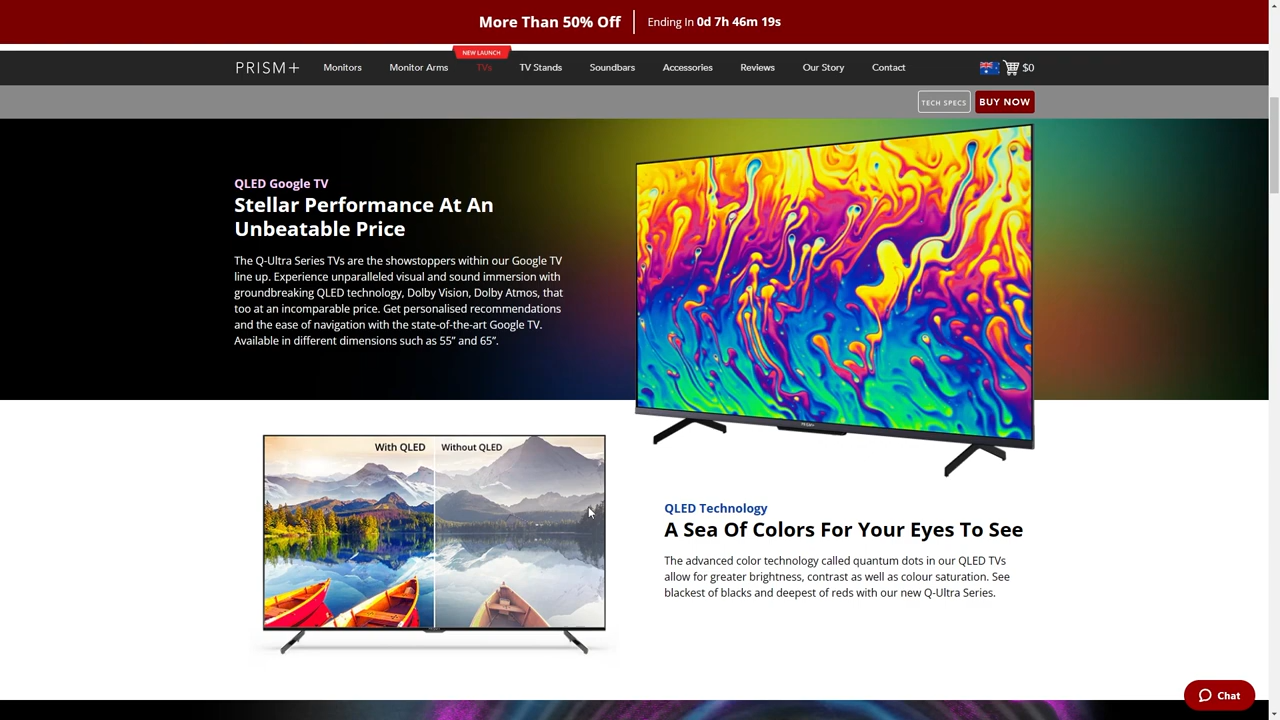 More Than 50% Off
Ending In 0d 7h 46m 19s
NEW LAUNCH
PRISM+
Monitors
Monitor Arms
TVs
TV Stands
Soundbars
Accessories
Reviews
Our Story
Contact
$0
TECH SPECS
BUY NOW
QLED Google TV
Stellar Performance At An
Unbeatable Price
The Q-Ultra Series TVs are the showstoppers within our Google TV
line up. Experience unparalleled visual and sound immersion with
groundbreaking QLED technology, Dolby Vision, Dolby Atmos, that
too at an incomparable price. Get personalised recommendations
and the ease of navigation with the state-of-the-art Google TV.
Available in different dimensions such as 55” and 65”.
With QLED
Without QLED
QLED Technology
A Sea Of Colors For Your Eyes To See
The advanced color technology called quantum dots in our QLED TVs
allow for greater brightness, contrast as well as colour saturation. See
blackest of blacks and deepest of reds with our new Q-Ultra Series.
Chat